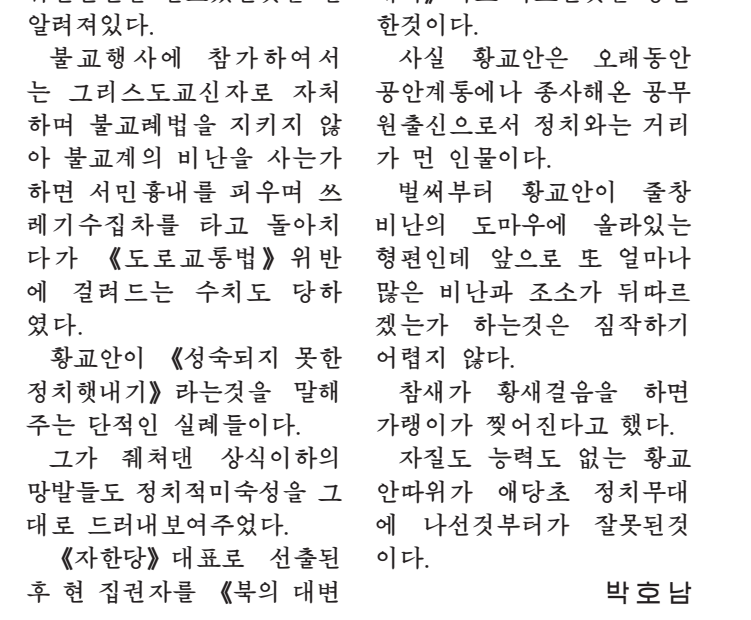 알려져있다.
불교행사에 참가하여서
는 그리스도교신자로 자처
하며 불교례법을 지키지 않
아 불교계의 비난을 사는가
하면 서민흉내를 피우며 쓰
레기수집차를 타고 돌아치
다가 《도로교통법》위반
에 걸려드는 수치도 당하
였다.
황교안이 《성숙되지 못한
정치햇내기》라는것을 말해
주는 단적인 실례들이다.
그가 줴쳐댄 상식이하의
망발들도 정치적미숙성을 그
대로 드러내보여주었다.
《자한당》대표로 선출된
후 현 집권자를 《북의 대변
한것이다.
사실 황교안은 오래동안
공안계통에나 종사해온 공무
원출신으로서 정치와는 거리
가 먼 인물이다.
벌써부터 황교안이 줄창
비난의 도마우에 올라있는
형편인데 앞으로 또 얼마나
많은 비난과 조소가 뒤따르
겠는가 하는것은 짐작하기
어렵지 않다.
참새가 황새걸음을 하면
가랭이가 찢어진다고 했다.
자질도 능력도 없는 황교
안따위가 애당초 정치무대
에 나선것부터가 잘못된것
이다.
박호남